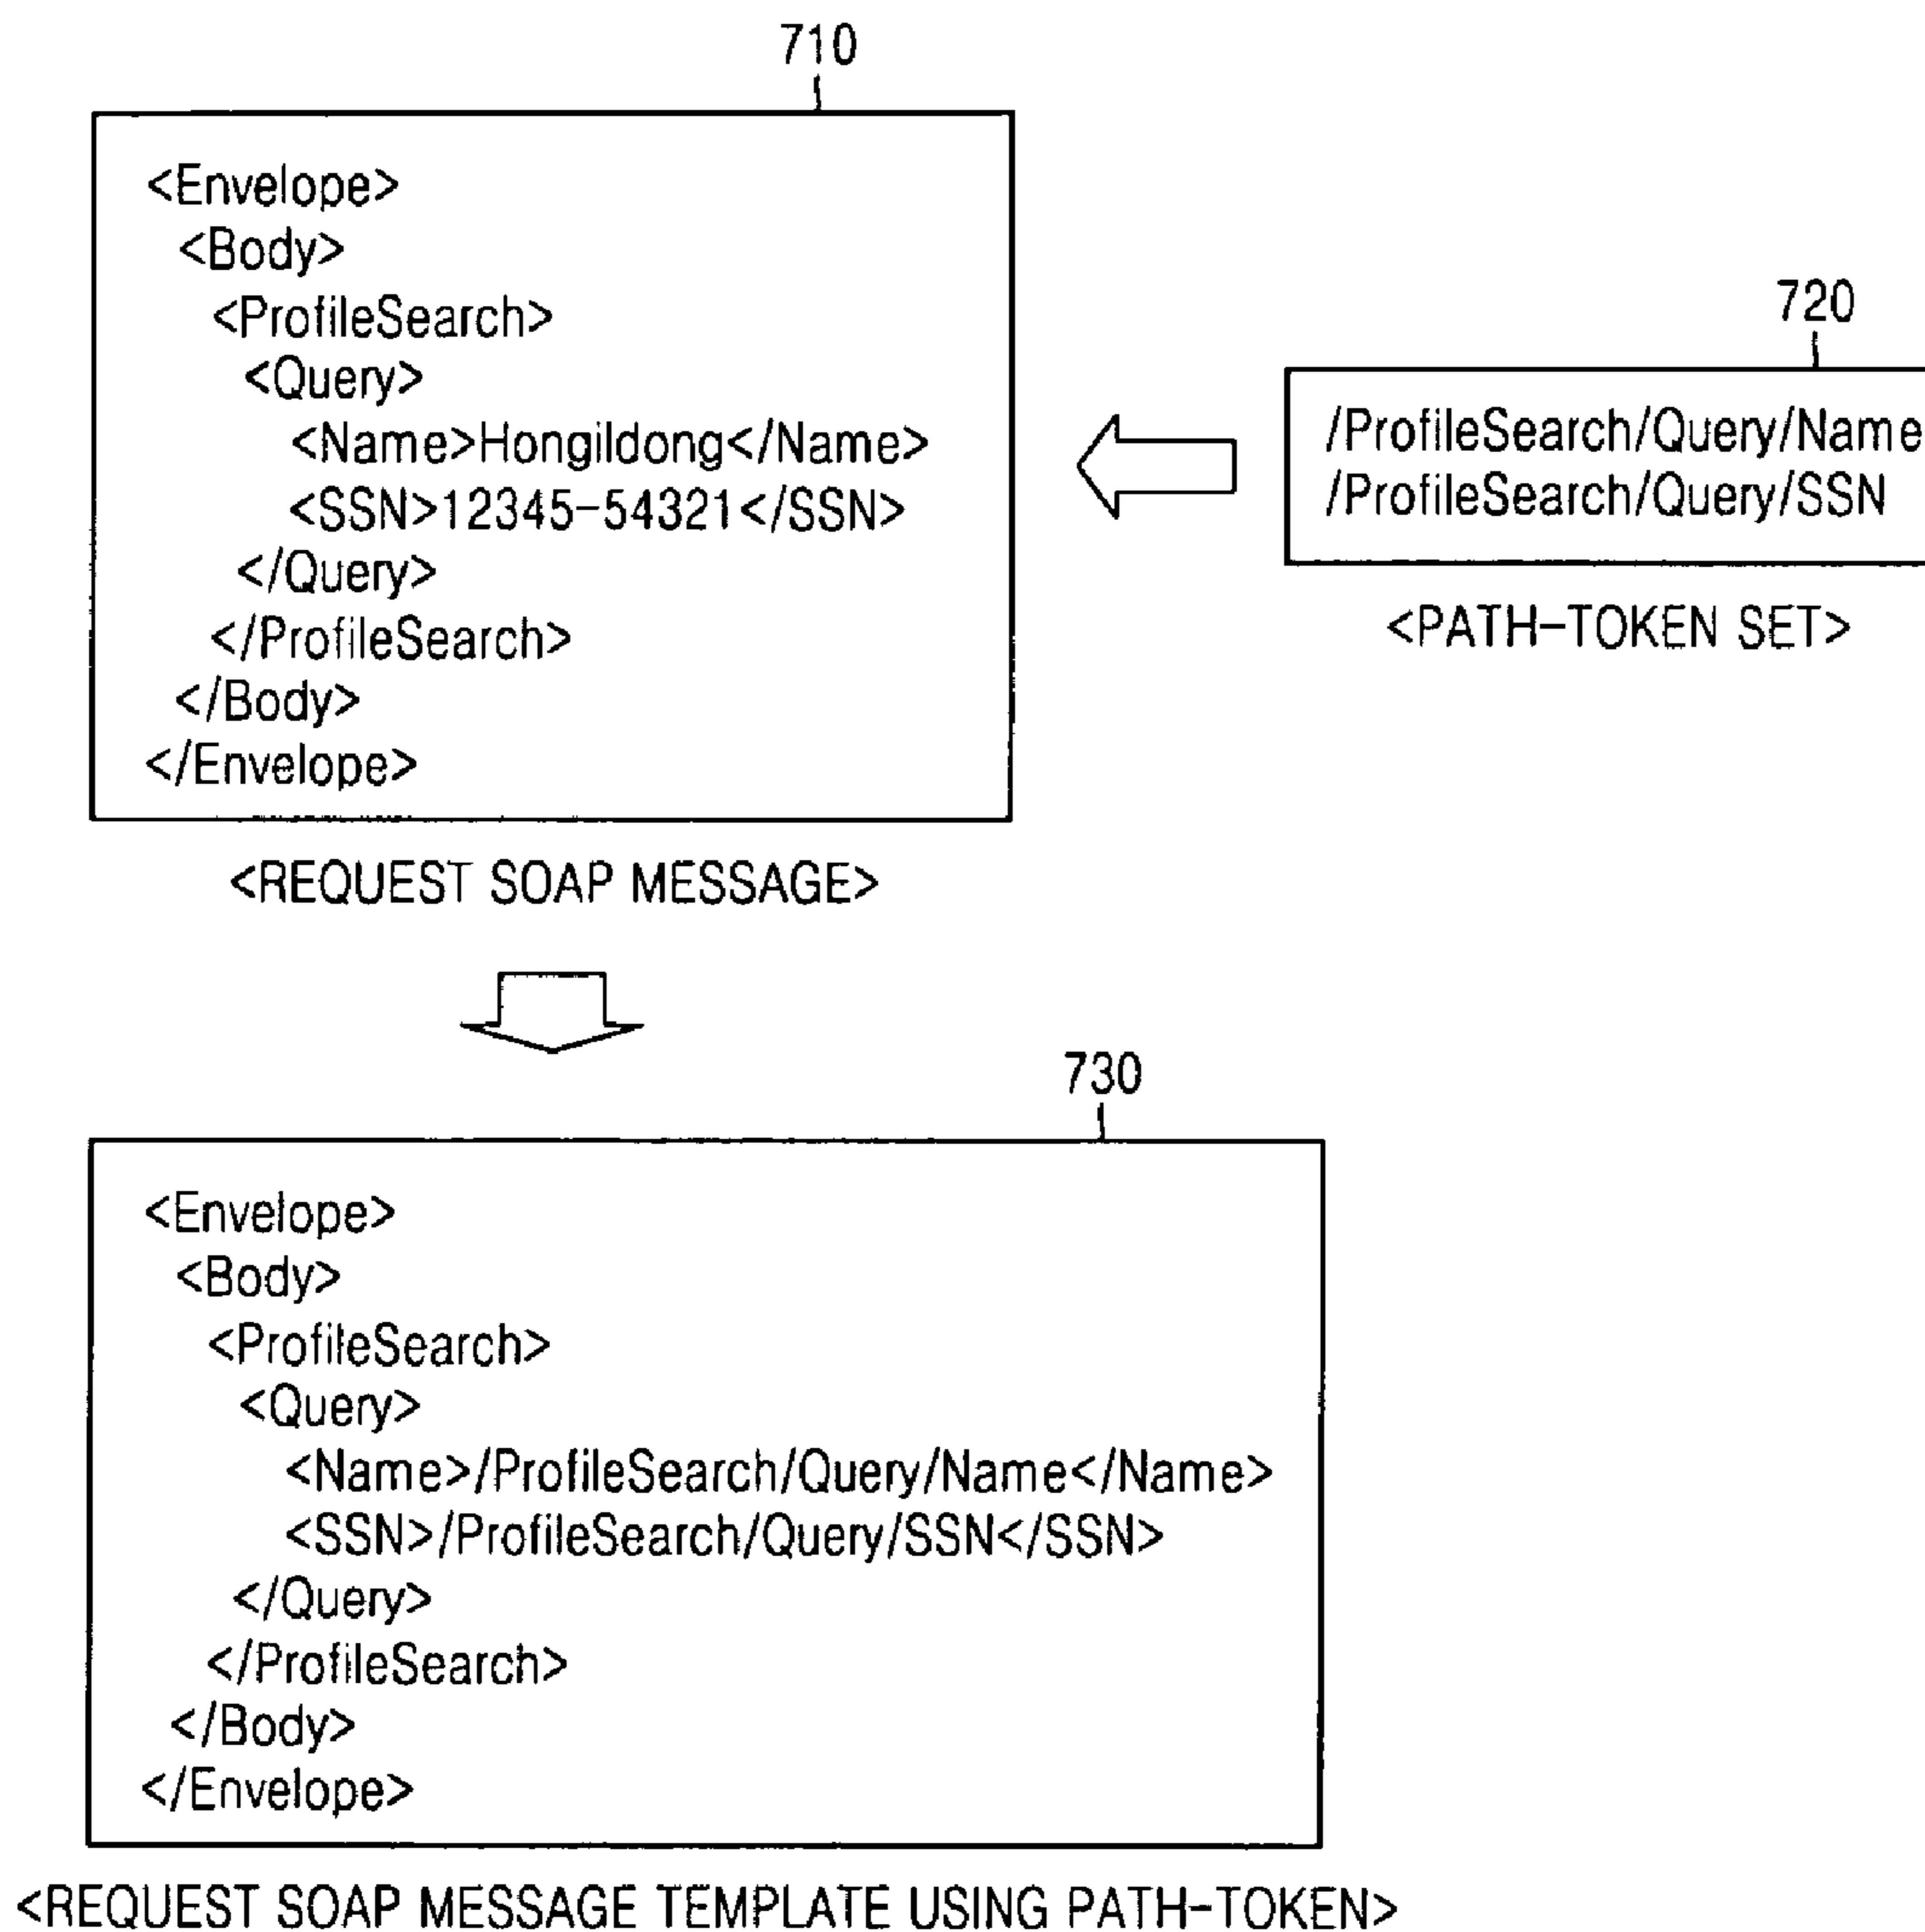 710
<Envelope>
<Body>
<ProfileSearch>
<Query>
<Name>Hongildong</Name>
<SSN>12345-54321</SSN>
</Query>
</ProfileSearch>
</Body>
</Envelope>
<REQUEST SOAP MESSAGE>
720
/ProfileSearch/Query/Name
/ProfileSearch/Query/SSN
<PATH-TOKEN SET>
730
<Envelope>
<Body>
<ProfileSearch>
<Query>
<Name>/ProfileSearch/Query/Name</Name>
<SSN>/ProfileSearch/Query/SSN</SSN>
</Query>
</ProfileSearch>
</Body>
</Envelope>
<REQUEST SOAP MESSAGE TEMPLATE USING PATH-TOKEN>